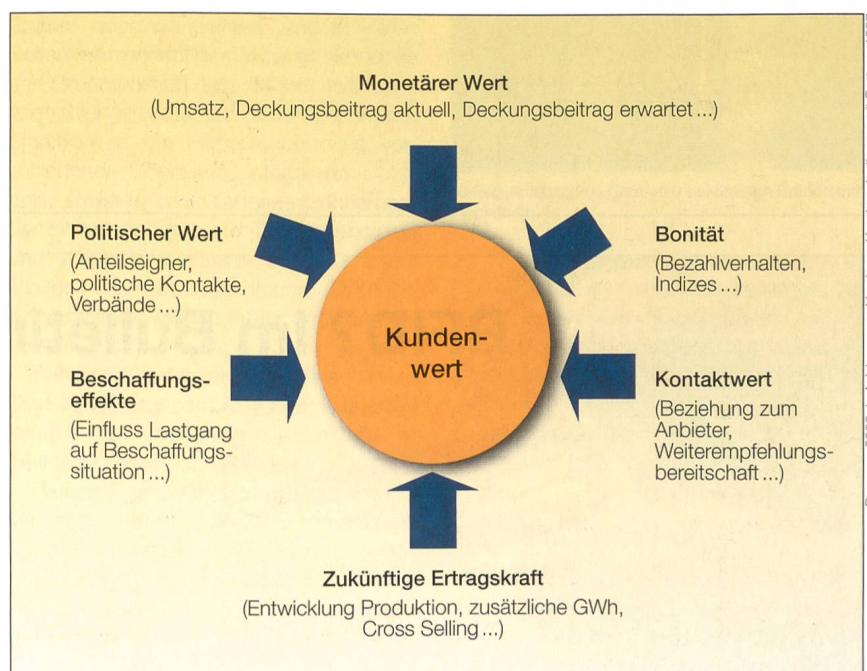 Monetärer Wert
(Umsatz, Deckungsbeitrag aktuell, Deckungsbeitrag erwartet ...)
Politischer Wert
(Anteilseigner,
politische Kontakte,
Verbände ...)
Bonität
(Bezahlverhalten,
Indizes ...)
Kunden-
wert
Beschaffungs-
effekte
(Einfluss Lastgang
auf Beschaffungs-
situation ...)
Kontaktwert
(Beziehung zum
Anbieter,
Weiterempfehlungs-
bereitschaft ...)
Zukünftige Ertragskraft
(Entwicklung Produktion, zusätzliche GWh,
Cross Selling ...)